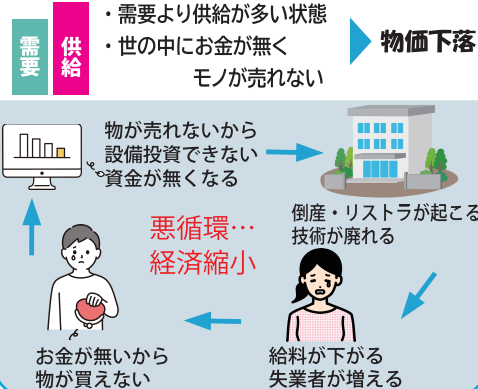 需要
供給
・需要より供給が多い状態
・世の中にお金が無く
モノが売れない
物価下落
物が売れないから
設備投資できない
資金が無くなる
倒産・リストラが起こる
技術が廃れる
悪循環…
経済縮小
給料が下がる
失業者が増える
お金が無いから
物が買えない